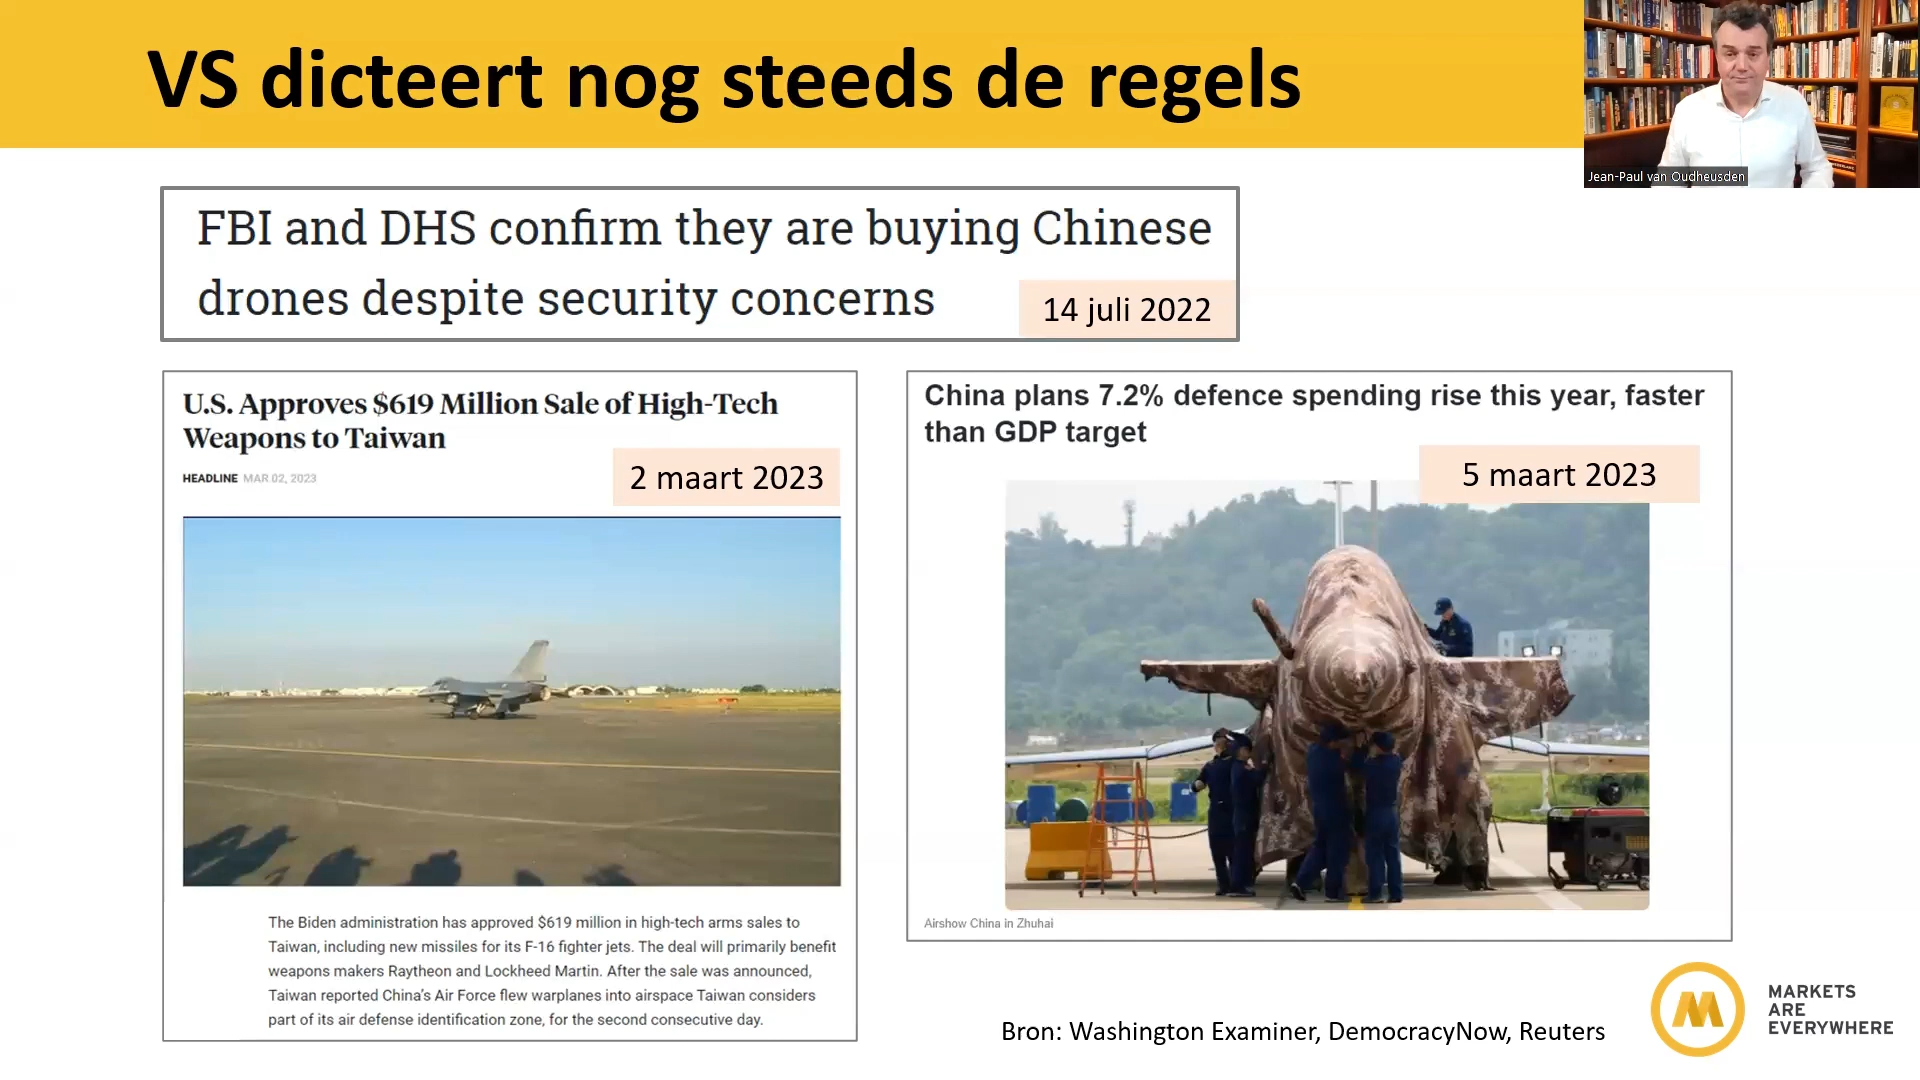 VS dicteert nog steeds de regels
Jean-Paul van Oudheusden
FBI and DHS confirm they are buying Chinese
drones despite security concerns
14 juli 2022
U.S. Approves $619 Million Sale of High-Tech
Weapons to Taiwan
HEADLINE MAR 02, 2023
2 maart 2023
The Biden administration has approved $619 million in high-tech arms sales to
Taiwan, including new missiles for its F-16 fighter jets. The deal will primarily benefit
weapons makers Raytheon and Lockheed Martin. After the sale was announced,
Taiwan reported China's Air Force flew warplanes into airspace Taiwan considers
part of its air defense identification zone, for the second consecutive day.
China plans 7.2% defence spending rise this year, faster
than GDP target
5 maart 2023
Airshow China in Zhuhai
Bron: Washington Examiner, DemocracyNow, Reuters
MARKETS
ARE
EVERYWHERE